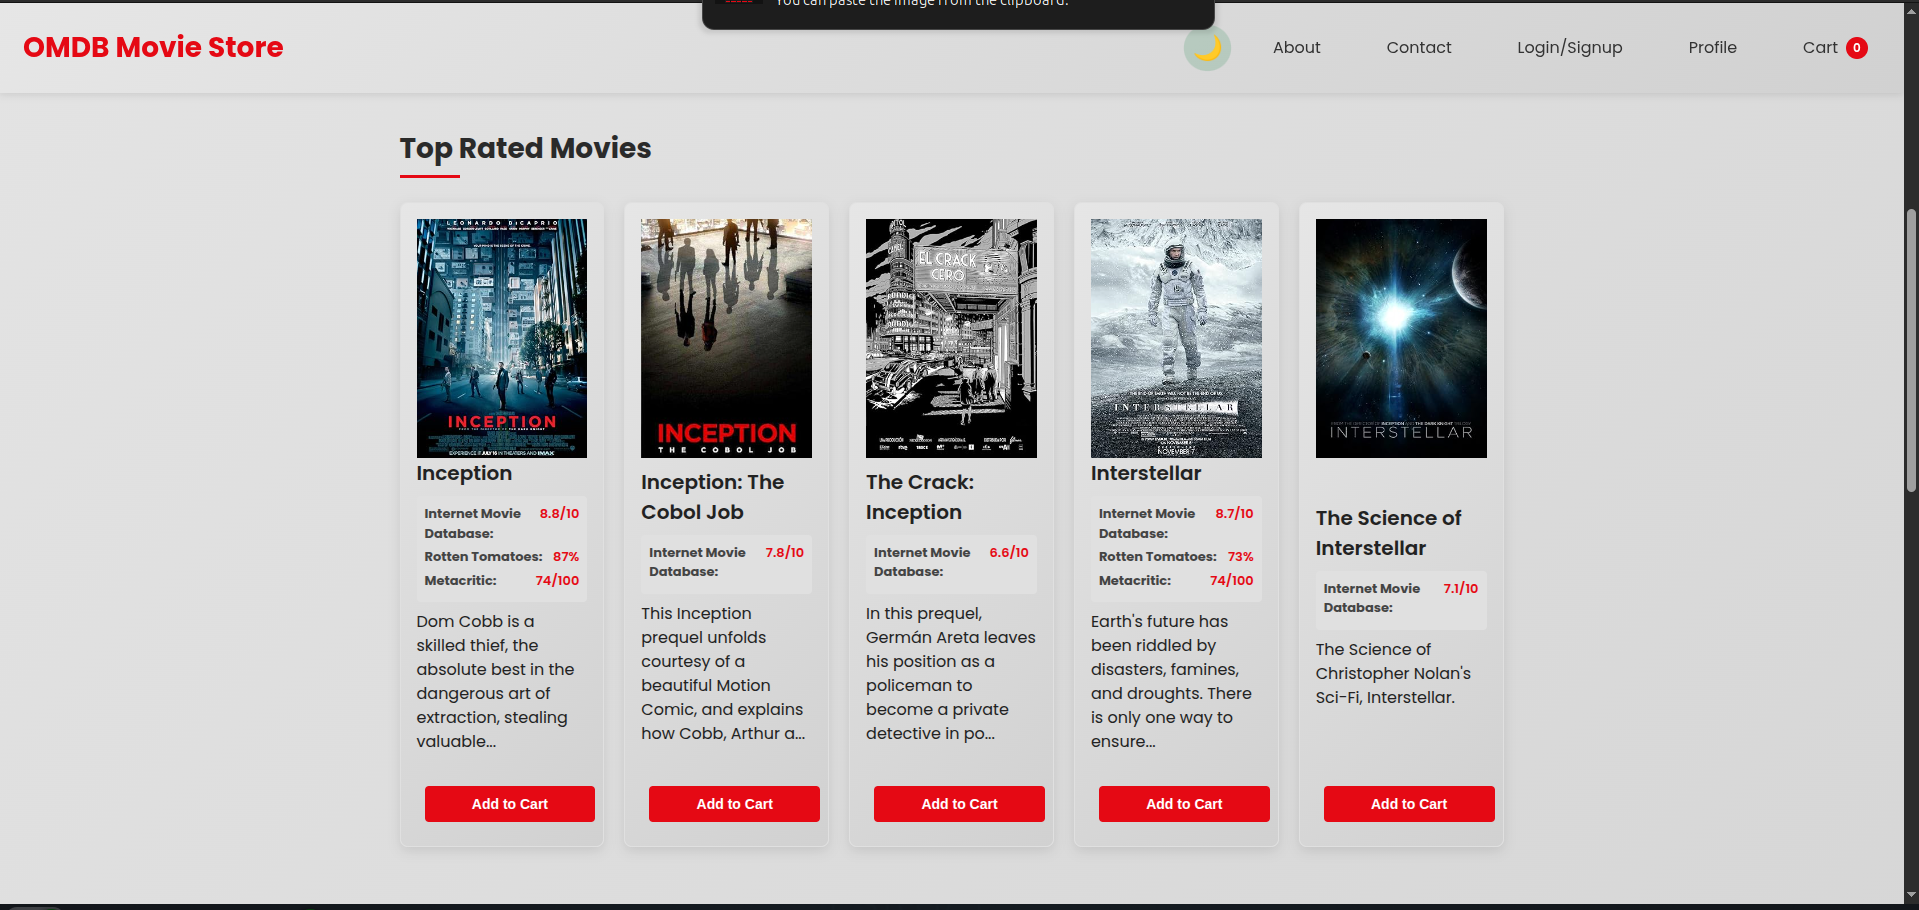 You can paste the image from the clipboard.
OMDB Movie Store
About
Contact
Login/Signup
Profile
Cart 0
Top Rated Movies
LEONARDO DICAPRIO
INCEPTION
Inception
Internet Movie 8.8/10
Database:
Rotten Tomatoes: 87%
Metacritic: 74/100
Dom Cobb is a
skilled thief, the
absolute best in the
dangerous art of
extraction, stealing
valuable...
Add to Cart
INCEPTION
THE COBOL JOB
Inception: The
Cobol Job
Internet Movie 7.8/10
Database:
This Inception
prequel unfolds
courtesy of a
beautiful Motion
Comic, and explains
how Cobb, Arthur a...
Add to Cart
EL CRACK
CERO
The Crack:
Inception
Internet Movie 6.6/10
Database:
In this prequel,
Germán Areta leaves
his position as a
policeman to
become a private
detective in po...
Add to Cart
INTERSTELLAR
NOVEMBER 7
Interstellar
Internet Movie 8.7/10
Database:
Rotten Tomatoes: 73%
Metacritic: 74/100
Earth's future has
been riddled by
disasters, famines,
and droughts. There
is only one way to
ensure...
Add to Cart
INTERSTELLAR
The Science of
Interstellar
Internet Movie 7.1/10
Database:
The Science of
Christopher Nolan's
Sci-Fi, Interstellar.
Add to Cart